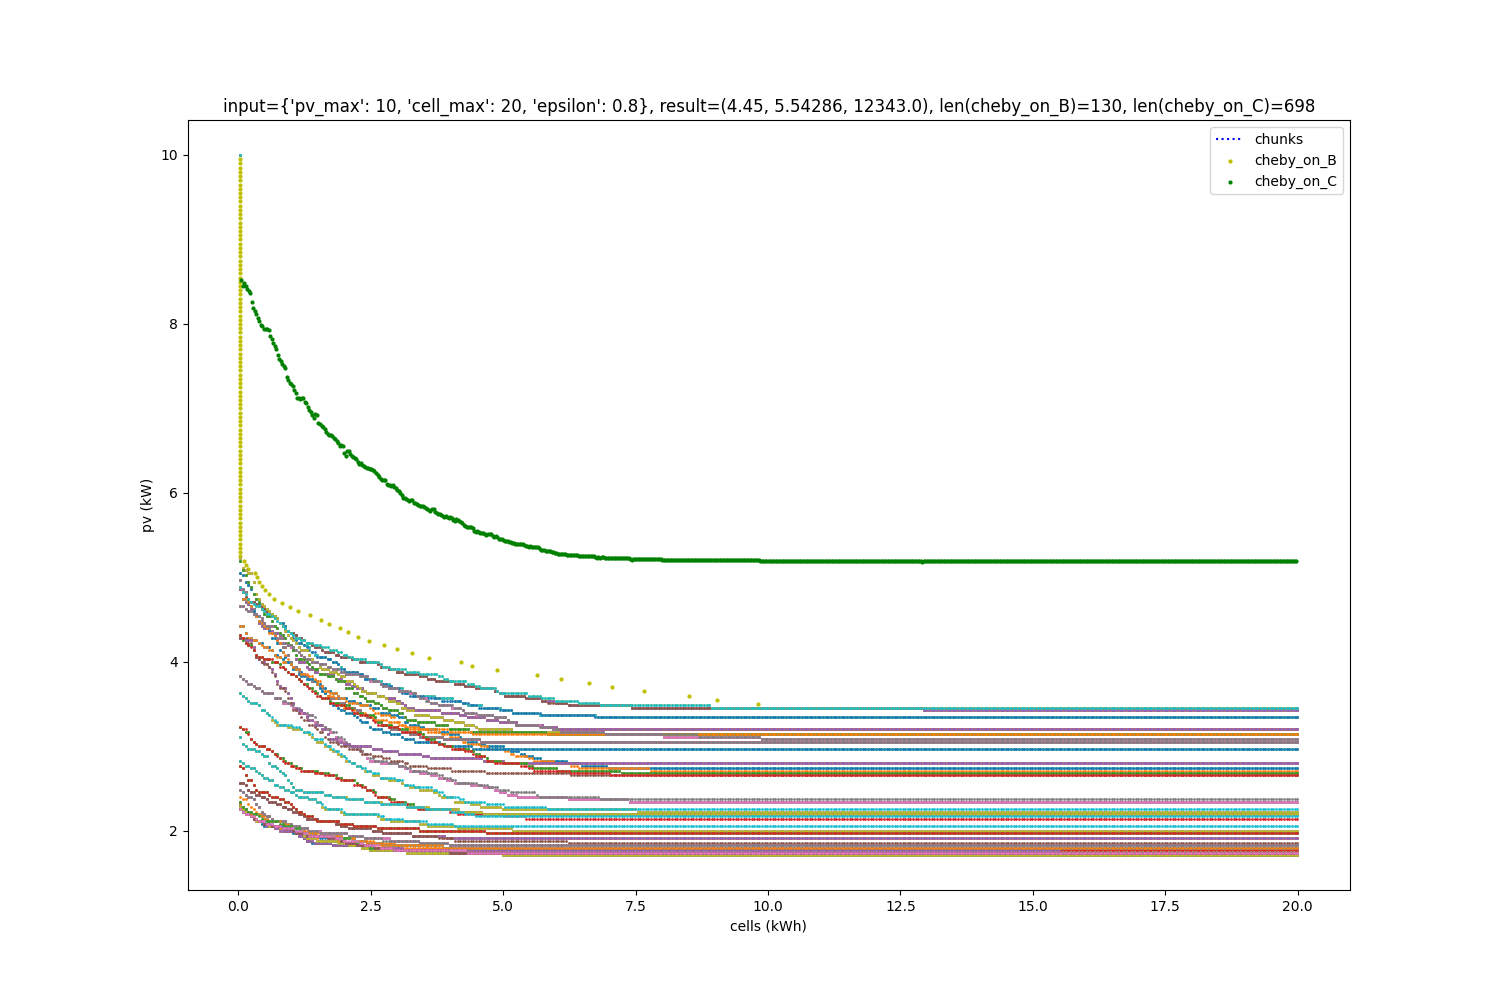 input={'pv_max': 10, 'cell_max': 20, 'epsilon': 0.8}, result=(4.45, 5.54286, 12343.0), len(cheby_on_B)=130, len(cheby_on_C)=698
chunks
cheby_on_B
cheby_on_C
10
8
6
4
2
pv (kW)
0.0 2.5 5.0 7.5 10.0 12.5 15.0 17.5 20.0
cells (kWh)